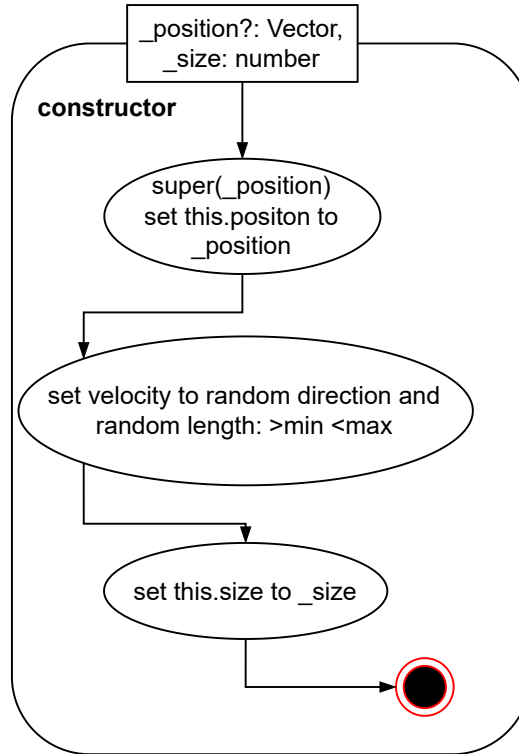 _position?: Vector,
_size: number
constructor
super(_position)
set this.positon to
_position
set velocity to random direction and
random length: >min <max
set this.size to _size